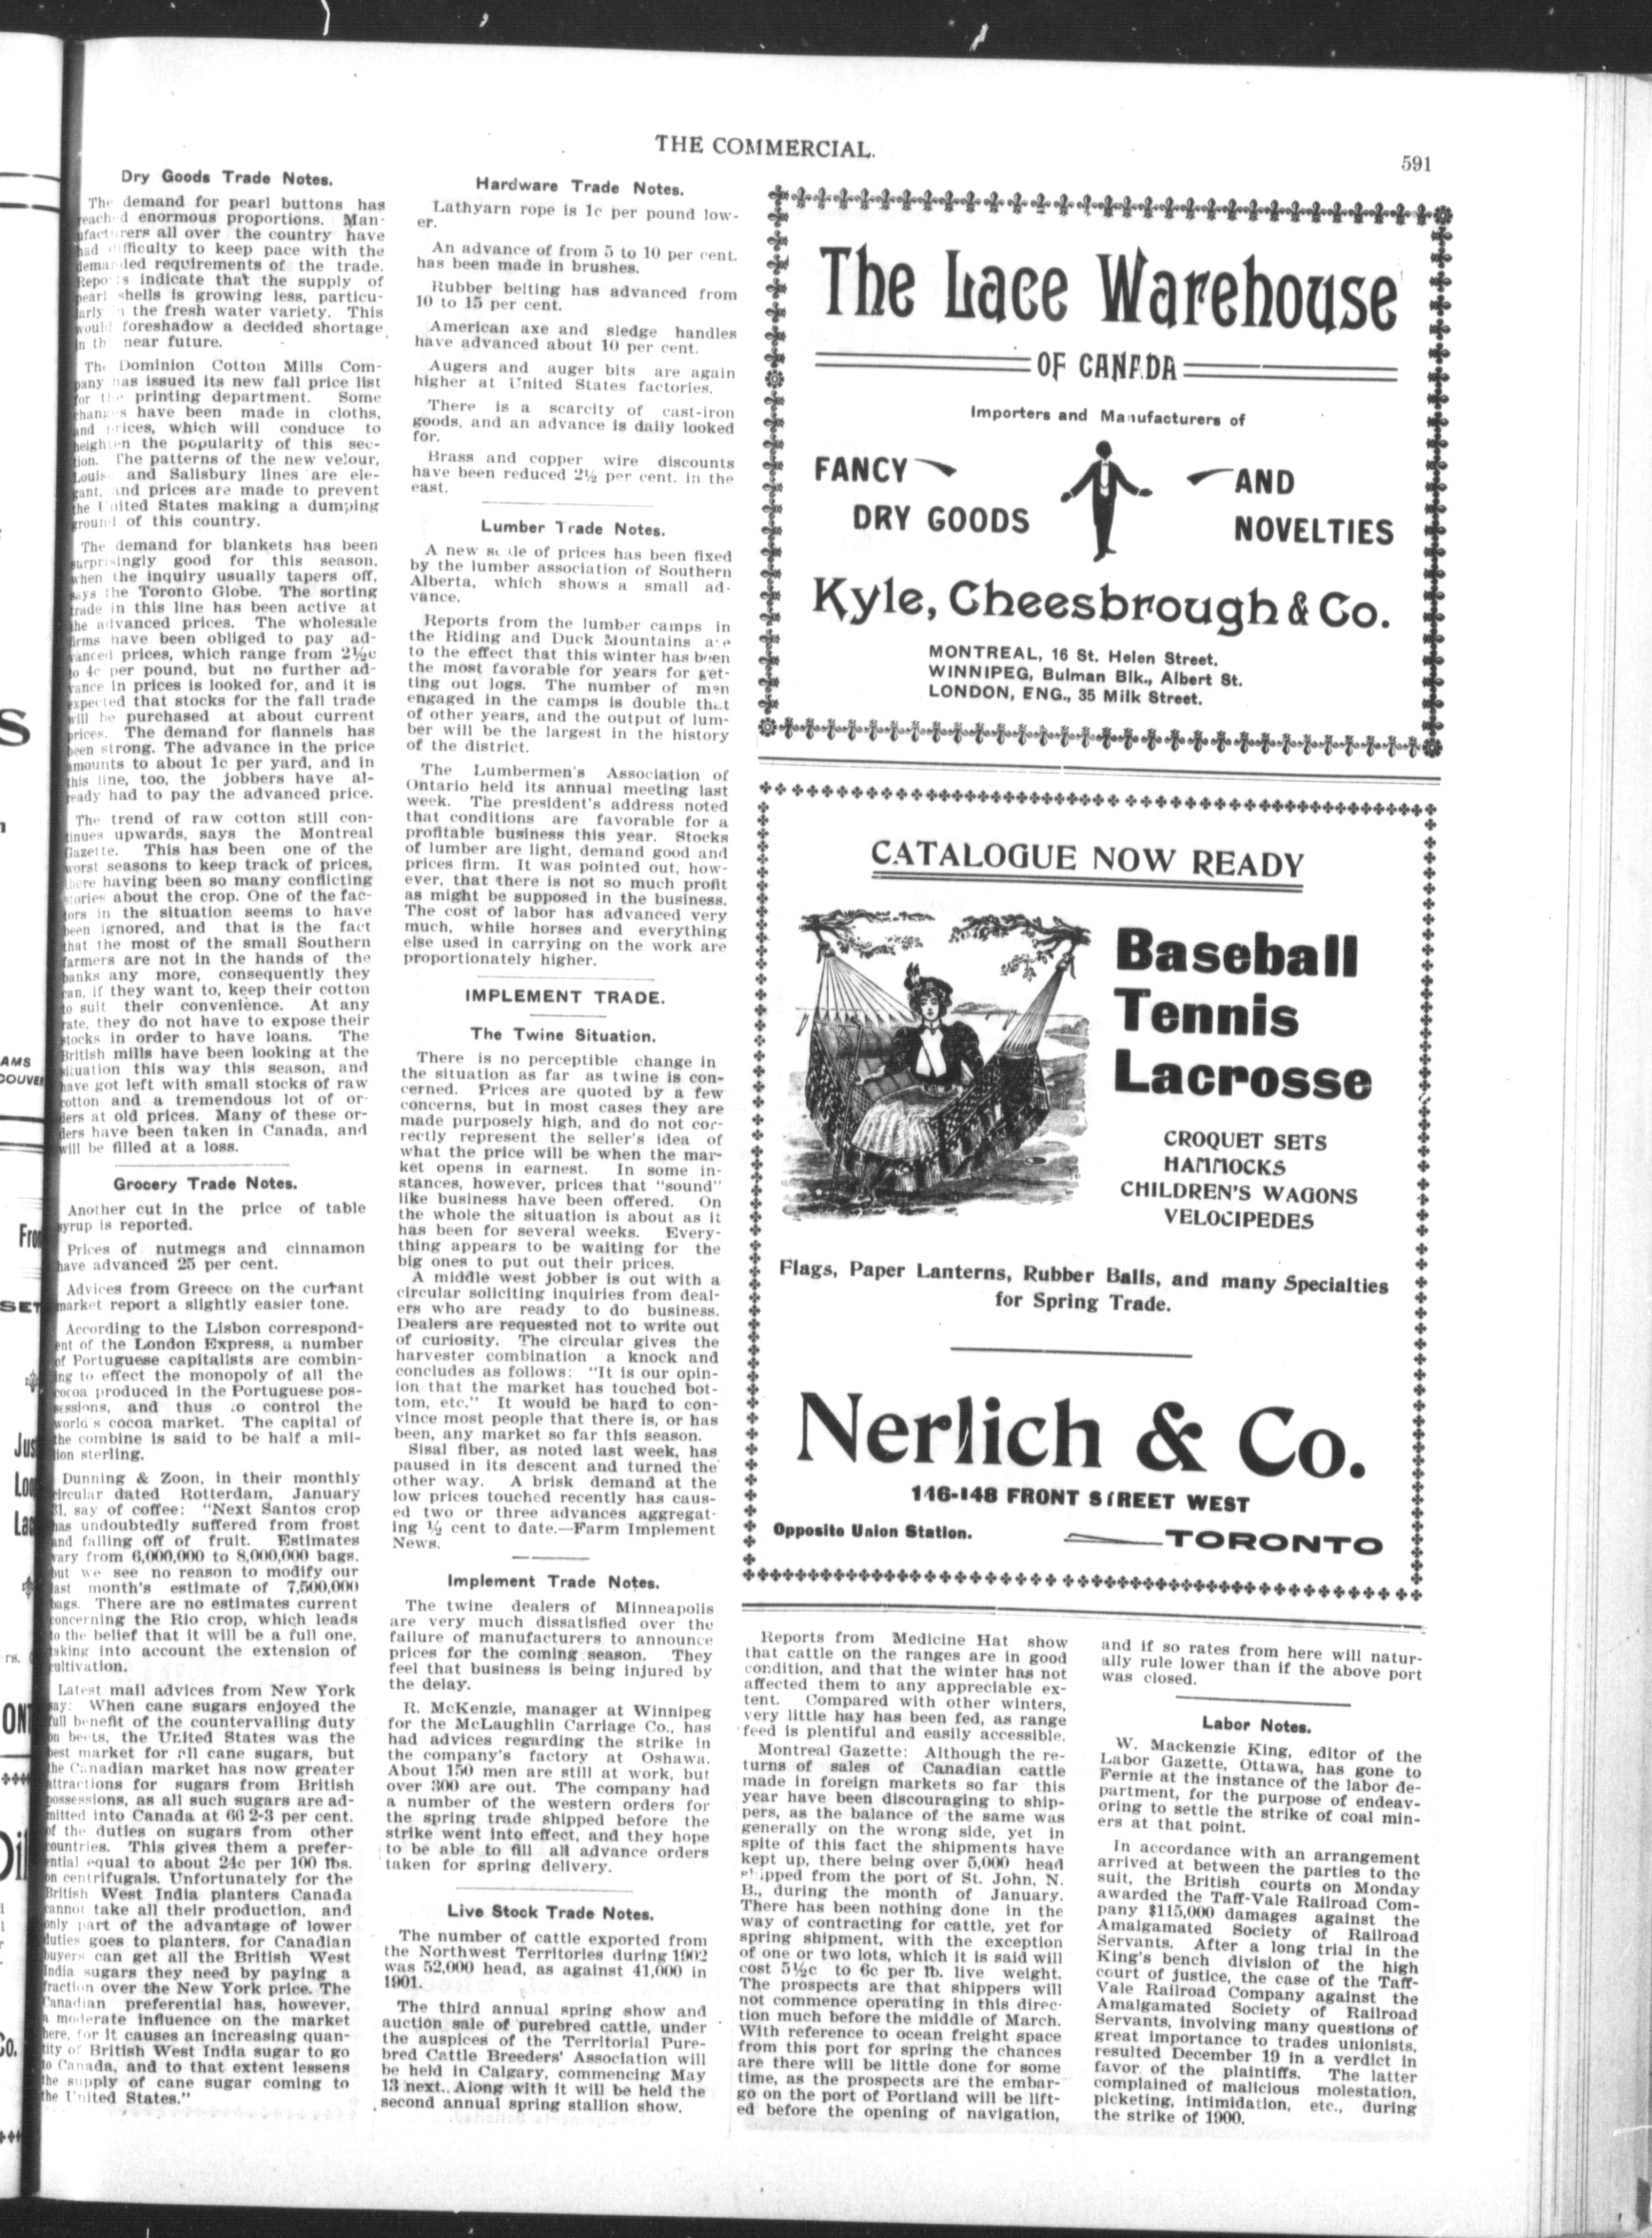 THE COMMERCIAL.
591
Dry Goods Trade Notes.
The demand for pearl buttons has
reached enormous proportions. Man-
ufacturers all over the country have
had difficulty to keep pace with the
demanded requirements of the trade.
Reports indicate that the supply of
pearl shells is growing less, particu-
larly in the fresh water variety. This
would foreshadow a decided shortage
in the near future.
The Dominion Cotton Mills Com-
pany has issued its new fall price list
for the printing department. Some
changes have been made in cloths,
and prices, which will conduce to
heighten the popularity of this sec-
tion. The patterns of the new velour,
Louis and Salisbury lines are ele-
gant, and prices are made to prevent
the United States making a dumping
ground of this country.
The demand for blankets has been
surprisingly good for this season,
when the inquiry usually tapers off,
says the Toronto Globe. The sorting
trade in this line has been active at
the advanced prices. The wholesale
firms have been obliged to pay ad-
vanced prices, which range from 2½c
to 4c per pound, but no further ad-
vance in prices is looked for, and it is
expected that stocks for the fall trade
will be purchased at about current
prices. The demand for flannels has
been strong. The advance in the price
amounts to about 1c per yard, and in
this line, too, the jobbers have al-
ready had to pay the advanced price.
The trend of raw cotton still con-
tinues upwards, says the Montreal
Gazette. This has been one of the
worst seasons to keep track of prices,
there having been so many conflicting
stories about the crop. One of the fac-
tors in the situation seems to have
been ignored, and that is the fact
that the most of the small Southern
farmers are not in the hands of the
banks any more, consequently they
can, if they want to, keep their cotton
to suit their convenience. At any
rate, they do not have to expose their
stocks in order to have loans. The
British mills have been looking at the
situation this way this season, and
have got left with small stocks of raw
cotton and a tremendous lot of or-
ders at old prices. Many of these or-
ders have been taken in Canada, and
will be filled at a loss.
Grocery Trade Notes.
Another cut in the price of table
syrup is reported.
Prices of nutmegs and cinnamon
have advanced 25 per cent.
Advices from Greece on the currant
market report a slightly easier tone.
According to the Lisbon correspond-
ent of the London Express, a number
of Portuguese capitalists are combin-
ing to effect the monopoly of all the
cocoa produced in the Portuguese pos-
sessions, and thus to control the
world's cocoa market. The capital of
the combine is said to be half a mil-
lion sterling.
Dunning & Zoon, in their monthly
circular dated Rotterdam, January
31, say of coffee: "Next Santos crop
has undoubtedly suffered from frost
and falling off of fruit. Estimates
vary from 6,000,000 to 8,000,000 bags,
but we see no reason to modify our
last month's estimate of 7,500,000
bags. There are no estimates current
concerning the Rio crop, which leads
to the belief that it will be a full one,
taking into account the extension of
cultivation.
Latest mail advices from New York
say: When cane sugars enjoyed the
full benefit of the countervailing duty
on beets, the United States was the
best market for all cane sugars, but
the Canadian market has now greater
attractions for sugars from British
possessions, as all such sugars are ad-
mitted into Canada at 66 2-3 per cent.
of the duties on sugars from other
countries. This gives them a prefer-
ential equal to about 24c per 100 lbs.
on centrifugals. Unfortunately for the
British West India planters Canada
cannot take all their production, and
only part of the advantage of lower
duties goes to planters, for Canadian
buyers can get all the British West
India sugars they need by paying a
fraction over the New York price. The
Canadian preferential has, however,
a moderate influence on the market
here, for it causes an increasing quan-
tity of British West India sugar to go
to Canada, and to that extent lessens
the supply of cane sugar coming to
the United States."
Hardware Trade Notes.
Lathyarn rope is 1c per pound low-
er.
An advance of from 5 to 10 per cent.
has been made in brushes.
Rubber belting has advanced from
10 to 15 per cent.
American axe and sledge handles
have advanced about 10 per cent.
Augers and auger bits are again
higher at United States factories.
There is a scarcity of cast-iron
goods, and an advance is daily looked
for.
Brass and copper wire discounts
have been reduced 2½ per cent. in the
east.
Lumber Trade Notes.
A new scale of prices has been fixed
by the lumber association of Southern
Alberta, which shows a small ad-
vance.
Reports from the lumber camps in
the Riding and Duck Mountains are
to the effect that this winter has been
the most favorable for years for get-
ting out logs. The number of men
engaged in the camps is double that
of other years, and the output of lum-
ber will be the largest in the history
of the district.
The Lumbermen's Association of
Ontario held its annual meeting last
week. The president's address noted
that conditions are favorable for a
profitable business this year. Stocks
of lumber are light, demand good and
prices firm. It was pointed out, how-
ever, that there is not so much profit
as might be supposed in the business.
The cost of labor has advanced very
much, while horses and everything
else used in carrying on the work are
proportionately higher.
IMPLEMENT TRADE.
The Twine Situation.
There is no perceptible change in
the situation as far as twine is con-
cerned. Prices are quoted by a few
concerns, but in most cases they are
made purposely high, and do not cor-
rectly represent the seller's idea of
what the price will be when the mar-
ket opens in earnest. In some in-
stances, however, prices that "sound"
like business have been offered. On
the whole the situation is about as it
has been for several weeks. Every-
thing appears to be waiting for the
big ones to put out their prices.
A middle west jobber is out with a
circular soliciting inquiries from deal-
ers who are ready to do business.
Dealers are requested not to write out
of curiosity. The circular gives the
harvester combination a knock and
concludes as follows: "It is our opin-
ion that the market has touched bot-
tom, etc." It would be hard to con-
vince most people that there is, or has
been, any market so far this season.
Sisal fiber, as noted last week, has
paused in its descent and turned the
other way. A brisk demand at the
low prices touched recently has caus-
ed two or three advances aggregat-
ing ½ cent to date.—Farm Implement
News.
Implement Trade Notes.
The twine dealers of Minneapolis
are very much dissatisfied over the
failure of manufacturers to announce
prices for the coming season. They
feel that business is being injured by
the delay.
R. McKenzie, manager at Winnipeg
for the McLaughlin Carriage Co., has
had advices regarding the strike in
the company's factory at Oshawa.
About 150 men are still at work, but
over 300 are out. The company had
a number of the western orders for
the spring trade shipped before the
strike went into effect, and they hope
to be able to fill all advance orders
taken for spring delivery.
Live Stock Trade Notes.
The number of cattle exported from
the Northwest Territories during 1902
was 52,000 head, as against 41,000 in
1901.
The third annual spring show and
auction sale of purebred cattle, under
the auspices of the Territorial Pure-
bred Cattle Breeders' Association will
be held in Calgary, commencing May
13 next. Along with it will be held the
second annual spring stallion show.
The Lace Warehouse
OF CANADA
Importers and Manufacturers of
FANCY
DRY GOODS
AND
NOVELTIES
Kyle, Cheesbrough & Co.
MONTREAL, 16 St. Helen Street.
WINNIPEG, Bulman Blk., Albert St.
LONDON, ENG., 35 Milk Street.
CATALOGUE NOW READY
Baseball
Tennis
Lacrosse
CROQUET SETS
HAMMOCKS
CHILDREN'S WAGONS
VELOCIPEDES
Flags, Paper Lanterns, Rubber Balls, and many Specialties
for Spring Trade.
Nerlich & Co.
146-148 FRONT STREET WEST
Opposite Union Station.
TORONTO
Reports from Medicine Hat show
that cattle on the ranges are in good
condition, and that the winter has not
affected them to any appreciable ex-
tent. Compared with other winters,
very little hay has been fed, as range
feed is plentiful and easily accessible.
Montreal Gazette: Although the re-
turns of sales of Canadian cattle
made in foreign markets so far this
year have been discouraging to ship-
pers, as the balance of the same was
generally on the wrong side, yet in
spite of this fact the shipments have
kept up, there being over 5,000 head
shipped from the port of St. John, N.
B., during the month of January.
There has been nothing done in the
way of contracting for cattle, yet for
spring shipment, with the exception
of one or two lots, which it is said will
cost 5½c to 6c per lb. live weight.
The prospects are that shippers will
not commence operating in this direc-
tion much before the middle of March.
With reference to ocean freight space
from this port for spring the chances
are there will be little done for some
time, as the prospects are the embar-
go on the port of Portland will be lift-
ed before the opening of navigation,
and if so rates from here will natur-
ally rule lower than if the above port
was closed.
Labor Notes.
W. Mackenzie King, editor of the
Labor Gazette, Ottawa, has gone to
Fernie at the instance of the labor de-
partment, for the purpose of endeav-
oring to settle the strike of coal min-
ers at that point.
In accordance with an arrangement
arrived at between the parties to the
suit, the British courts on Monday
awarded the Taff-Vale Railroad Com-
pany $115,000 damages against the
Amalgamated Society of Railroad
Servants. After a long trial in the
King's bench division of the high
court of justice, the case of the Taff-
Vale Railroad Company against the
Amalgamated Society of Railroad
Servants, involving many questions of
great importance to trades unionists,
resulted December 19 in a verdict in
favor of the plaintiffs. The latter
complained of malicious molestation,
picketing, intimidation, etc., during
the strike of 1900.